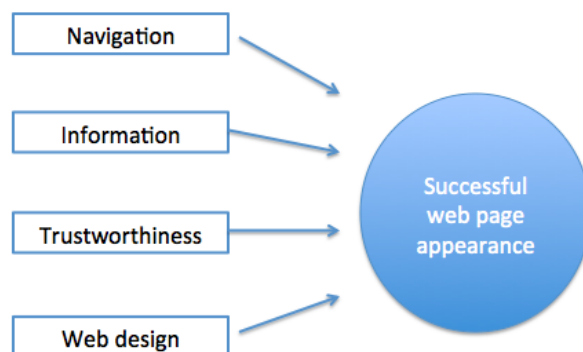 Navigation
Information
Trustworthiness
Web design
Successful
web page
appearance